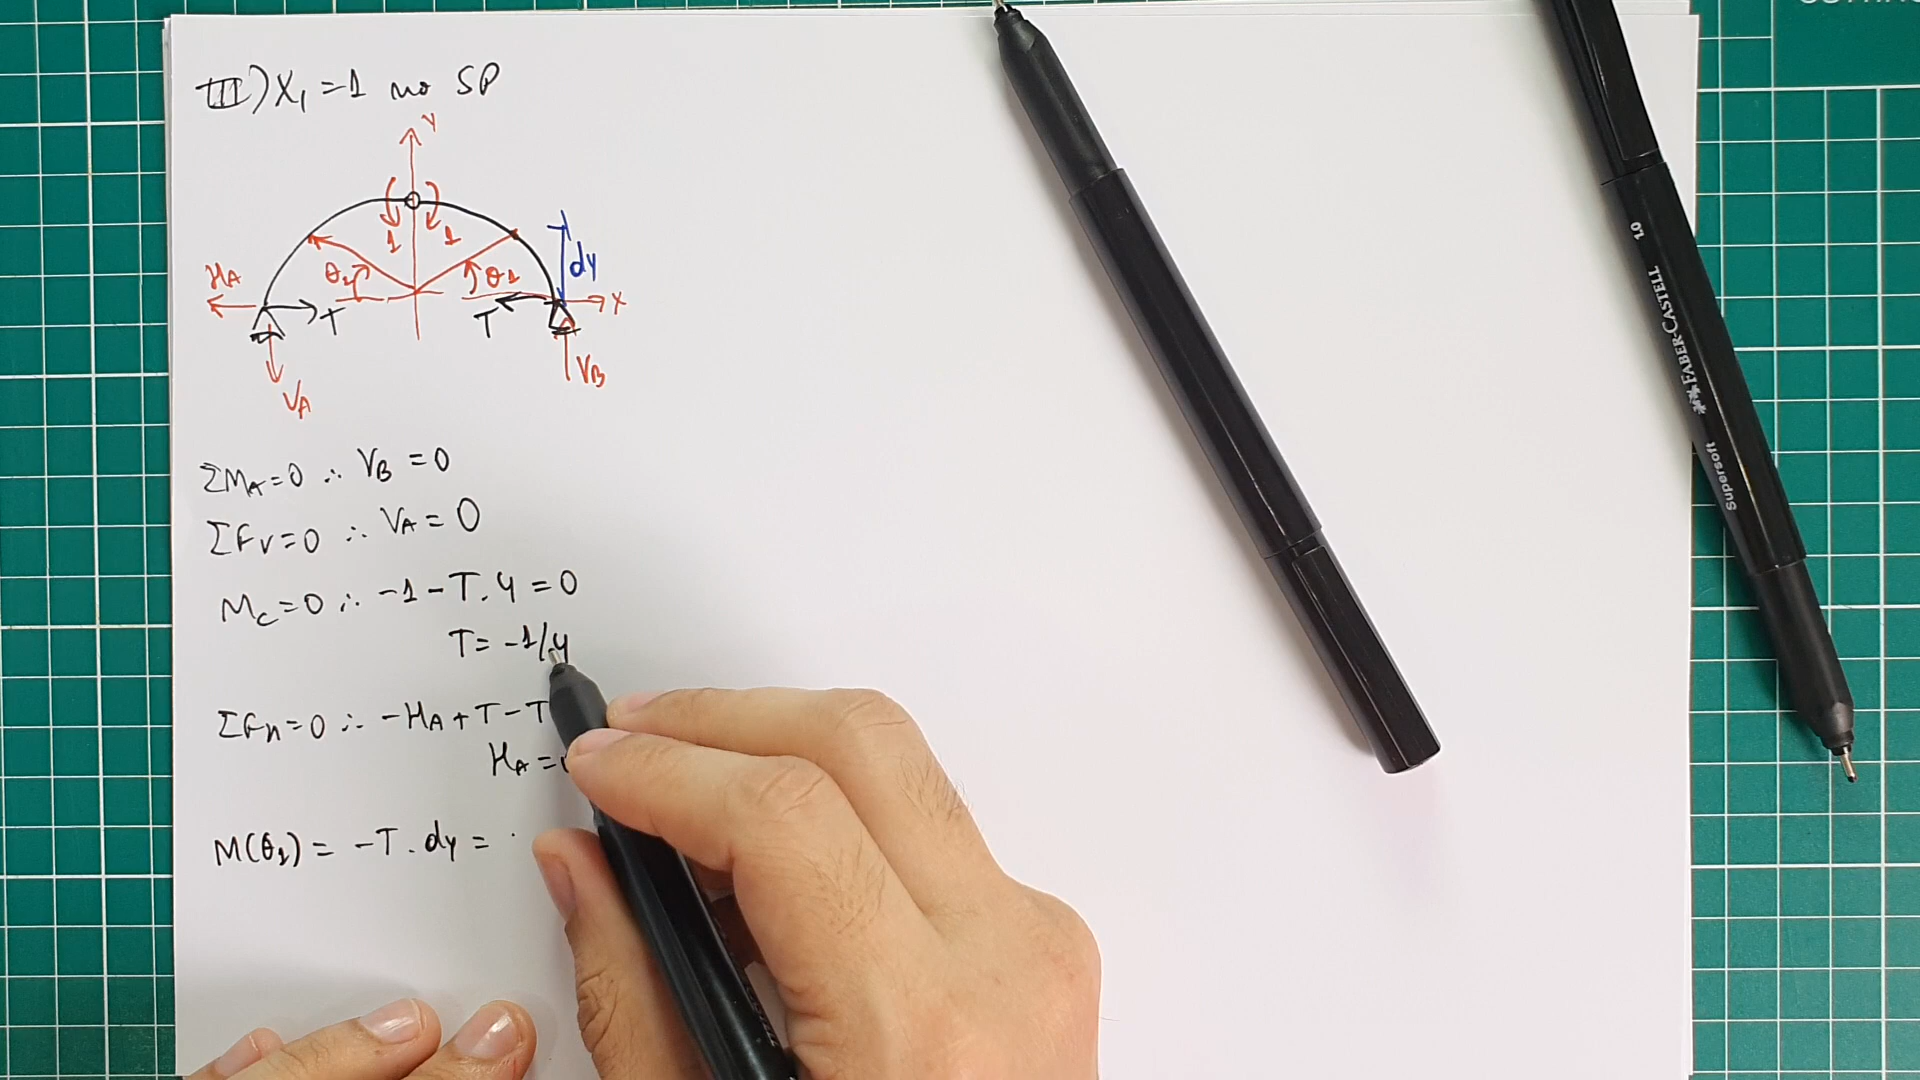 III) X₁=1 no SP
Y
1 1
dy
HA θ₂ θ1
X
T T
VB
VA
ΣMA=0 ∴ VB=0
ΣFV=0 ∴ VA=0
MC=0 ∴ -1-T.4=0
T=-1/4
ΣFH=0 ∴ -HA+T-T
HA=
M(θ1)= -T.dy=
FABER-CASTELL 1.0
Supersoft